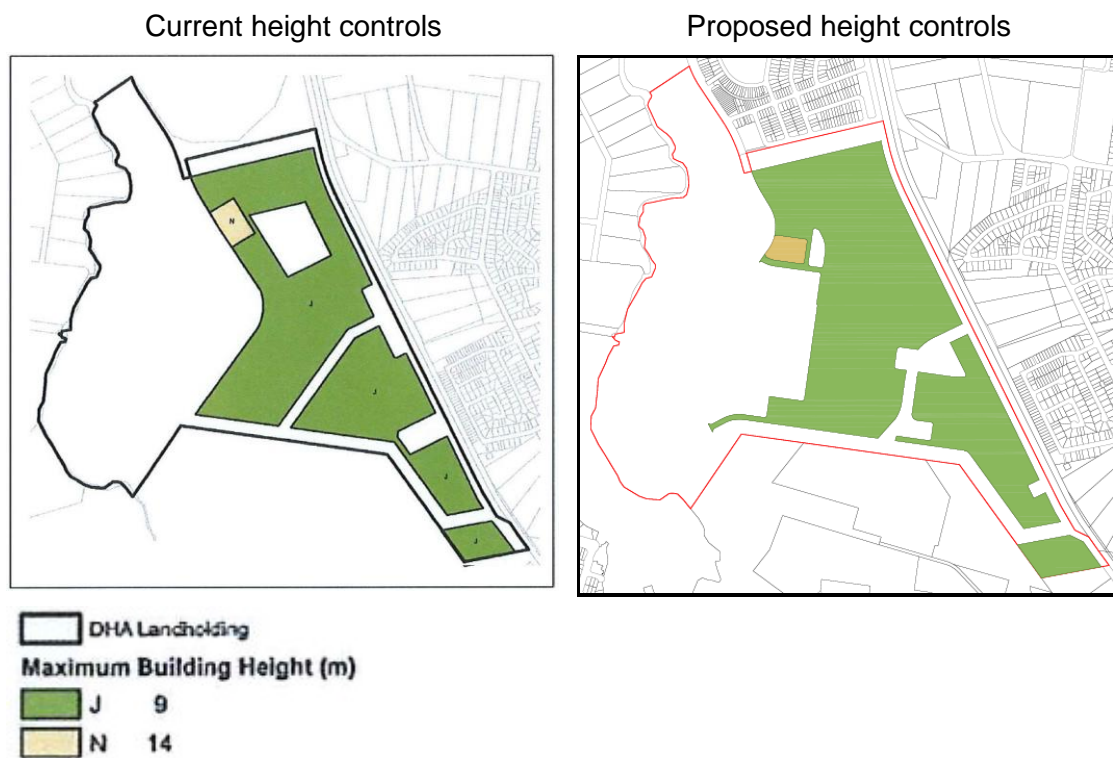 Current height controls
Proposed height controls
N
J
J
J
J
DHA Landholding
Maximum Building Height (m)
J 9
N 14